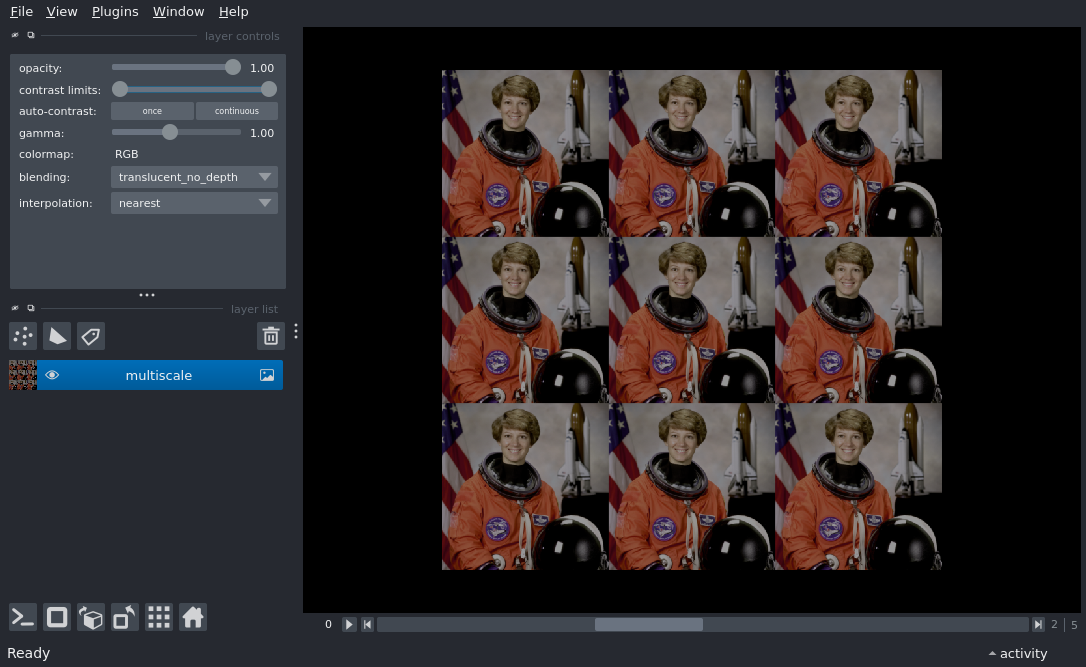 File View Plugins Window Help
layer controls
opacity: 1.00
contrast limits:
auto-contrast: once continuous
gamma: 1.00
colormap: RGB
blending: translucent_no_depth
interpolation: nearest
layer list
multiscale
0 2 5
Ready activity